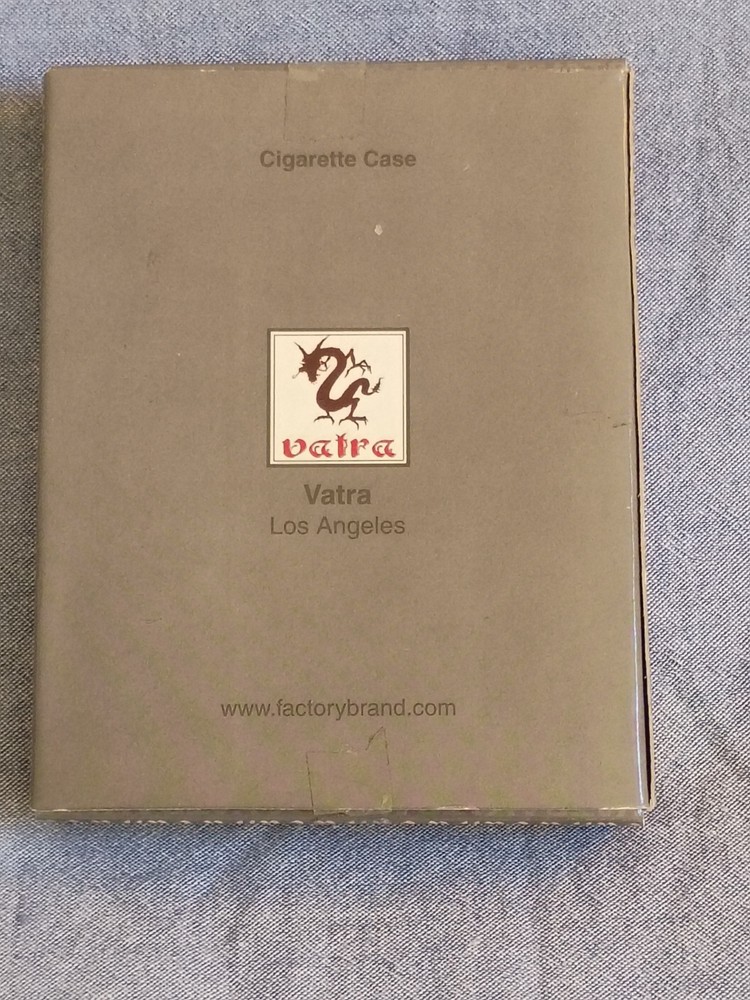 Cigarette Case
vatra
Vatra
Los Angeles
www.factorybrand.com